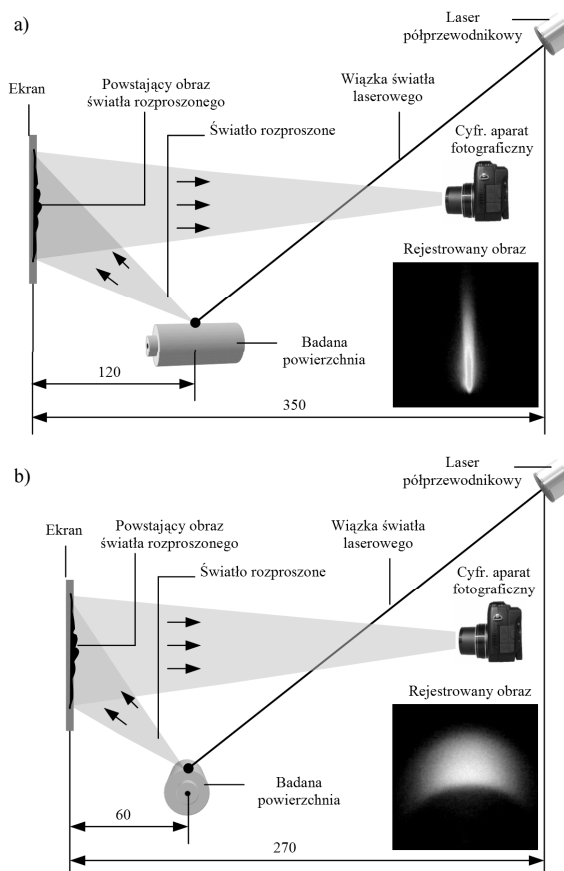 a)
Laser
półprzewodnikowy
Ekran
Powstający obraz
światła rozproszonego
Wiązka światła
laserowego
Światło rozproszone
Cyfr. aparat
fotograficzny
Rejestrowany obraz
Badana
powierzchnia
120
350
b)
Laser
półprzewodnikowy
Ekran
Powstający obraz
światła rozproszonego
Wiązka światła
laserowego
Światło rozproszone
Cyfr. aparat
fotograficzny
Rejestrowany obraz
Badana
powierzchnia
60
270